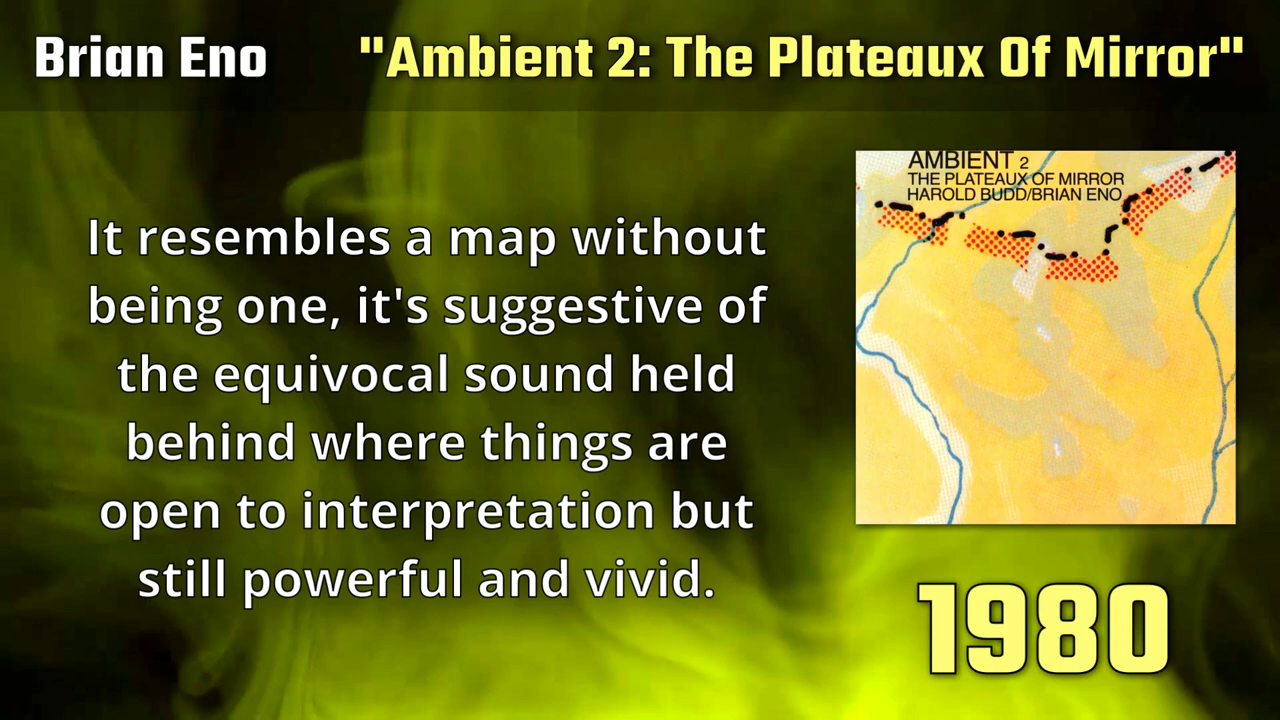 Brian Eno
"Ambient 2: The Plateaux Of Mirror"
It resembles a map without
being one, it's suggestive of
the equivocal sound held
behind where things are
open to interpretation but
still powerful and vivid.
AMBIENT 2
THE PLATEAUX OF MIRROR
HAROLD BUDD/BRIAN ENO
1980